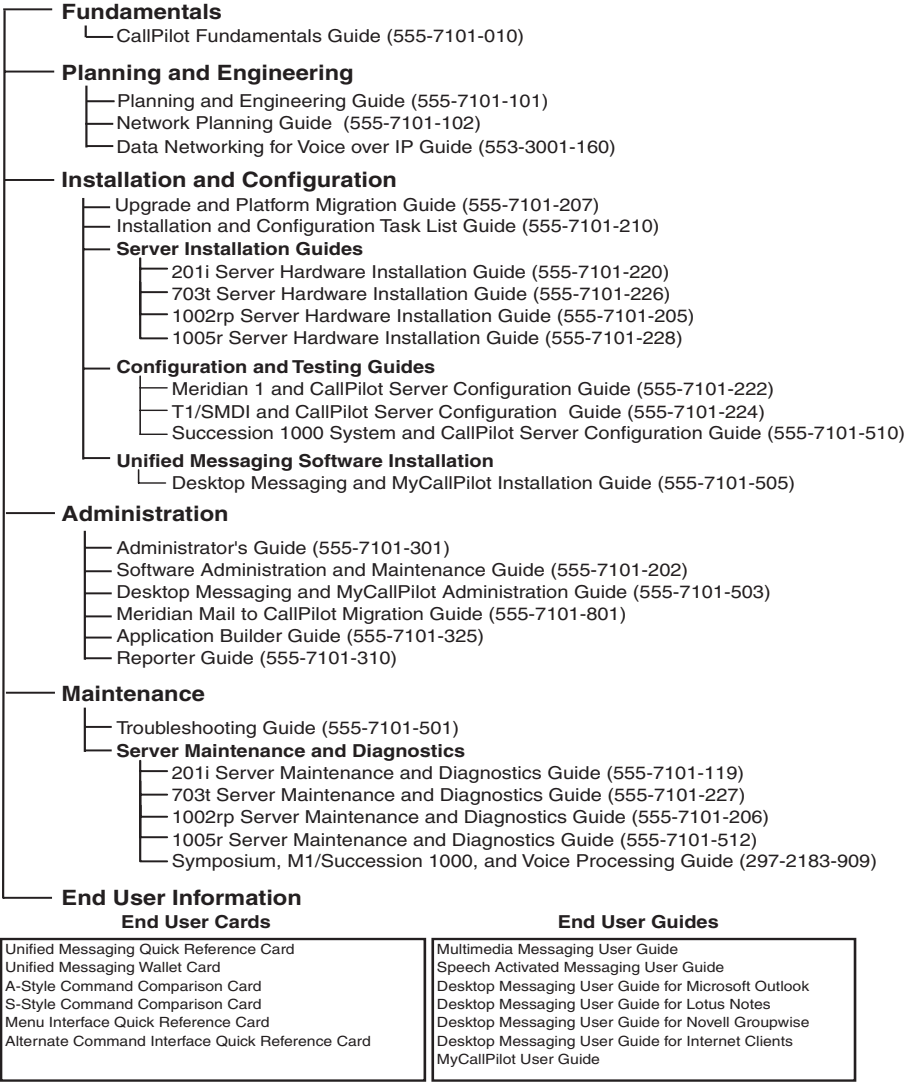 Fundamentals
CallPilot Fundamentals Guide (555-7101-010)
Planning and Engineering
Planning and Engineering Guide (555-7101-101)
Network Planning Guide (555-7101-102)
Data Networking for Voice over IP Guide (553-3001-160)
Installation and Configuration
Upgrade and Platform Migration Guide (555-7101-207)
Installation and Configuration Task List Guide (555-7101-210)
Server Installation Guides
201i Server Hardware Installation Guide (555-7101-220)
703t Server Hardware Installation Guide (555-7101-226)
1002rp Server Hardware Installation Guide (555-7101-205)
1005r Server Hardware Installation Guide (555-7101-228)
Configuration and Testing Guides
Meridian 1 and CallPilot Server Configuration Guide (555-7101-222)
T1/SMDI and CallPilot Server Configuration Guide (555-7101-224)
Succession 1000 System and CallPilot Server Configuration Guide (555-7101-510)
Unified Messaging Software Installation
Desktop Messaging and MyCallPilot Installation Guide (555-7101-505)
Administration
Administrator's Guide (555-7101-301)
Software Administration and Maintenance Guide (555-7101-202)
Desktop Messaging and MyCallPilot Administration Guide (555-7101-503)
Meridian Mail to CallPilot Migration Guide (555-7101-801)
Application Builder Guide (555-7101-325)
Reporter Guide (555-7101-310)
Maintenance
Troubleshooting Guide (555-7101-501)
Server Maintenance and Diagnostics
201i Server Maintenance and Diagnostics Guide (555-7101-119)
703t Server Maintenance and Diagnostics Guide (555-7101-227)
1002rp Server Maintenance and Diagnostics Guide (555-7101-206)
1005r Server Maintenance and Diagnostics Guide (555-7101-512)
Symposium, M1/Succession 1000, and Voice Processing Guide (297-2183-909)
End User Information
End User Cards
Unified Messaging Quick Reference Card
Unified Messaging Wallet Card
A-Style Command Comparison Card
S-Style Command Comparison Card
Menu Interface Quick Reference Card
Alternate Command Interface Quick Reference Card
End User Guides
Multimedia Messaging User Guide
Speech Activated Messaging User Guide
Desktop Messaging User Guide for Microsoft Outlook
Desktop Messaging User Guide for Lotus Notes
Desktop Messaging User Guide for Novell Groupwise
Desktop Messaging User Guide for Internet Clients
MyCallPilot User Guide